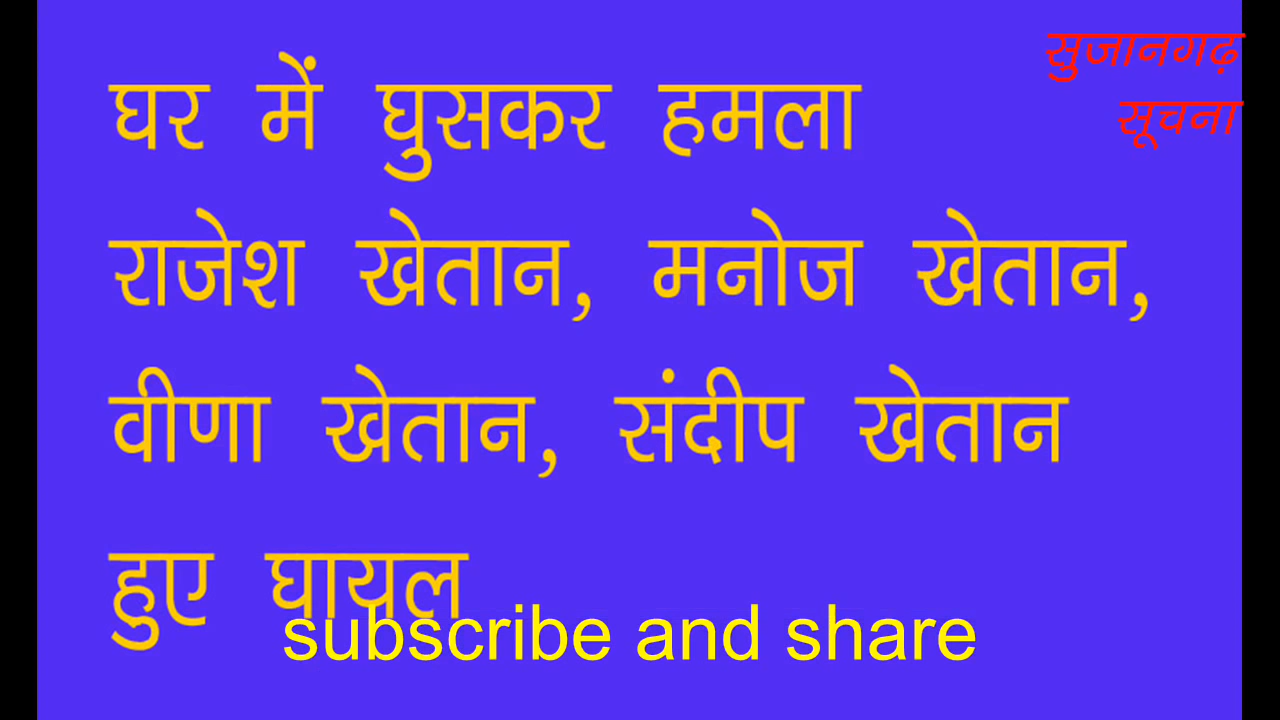 सुजानगढ़
सूचना
घर में घुसकर हमला
राजेश खेतान, मनोज खेतान,
वीणा खेतान, संदीप खेतान
हुए घायल
subscribe and share